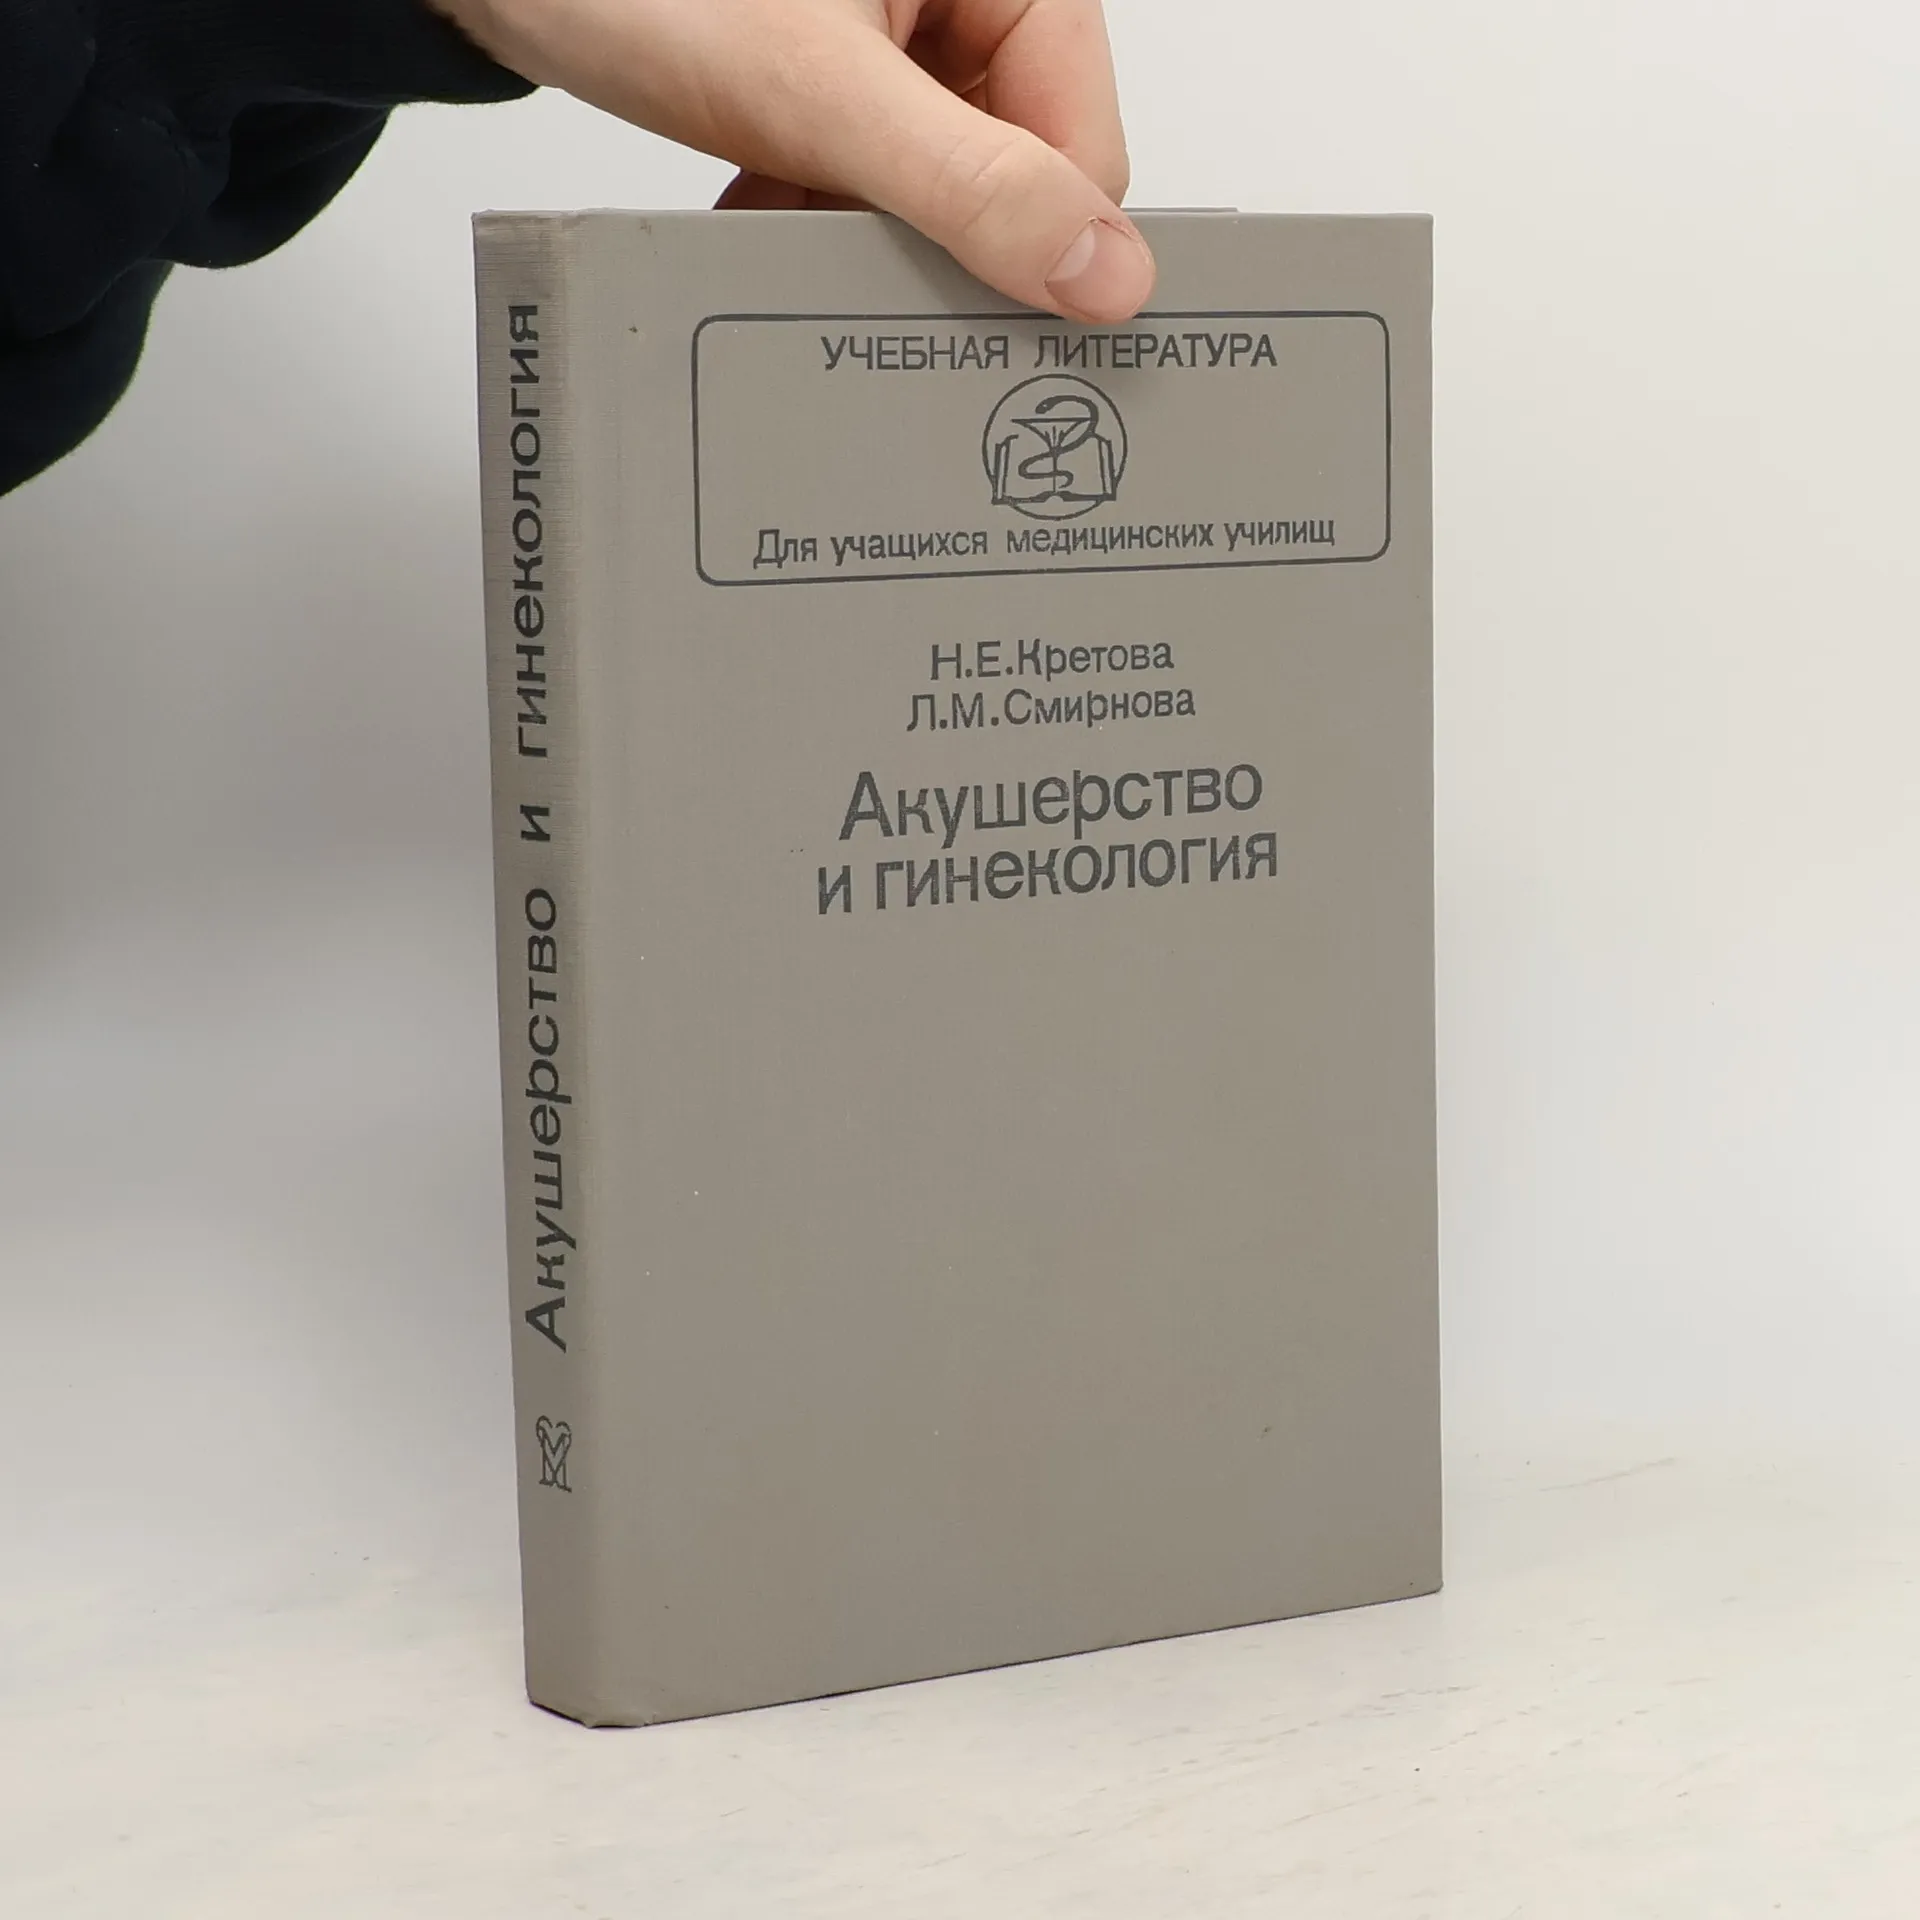 УЧЕБНАЯ ЛИТЕРАТУРА
Для учащихся медицинских училищ
Н.Е.Кретова
Л.М.Смирнова
Акушерство
и гинекология
Акушерство и гинекология